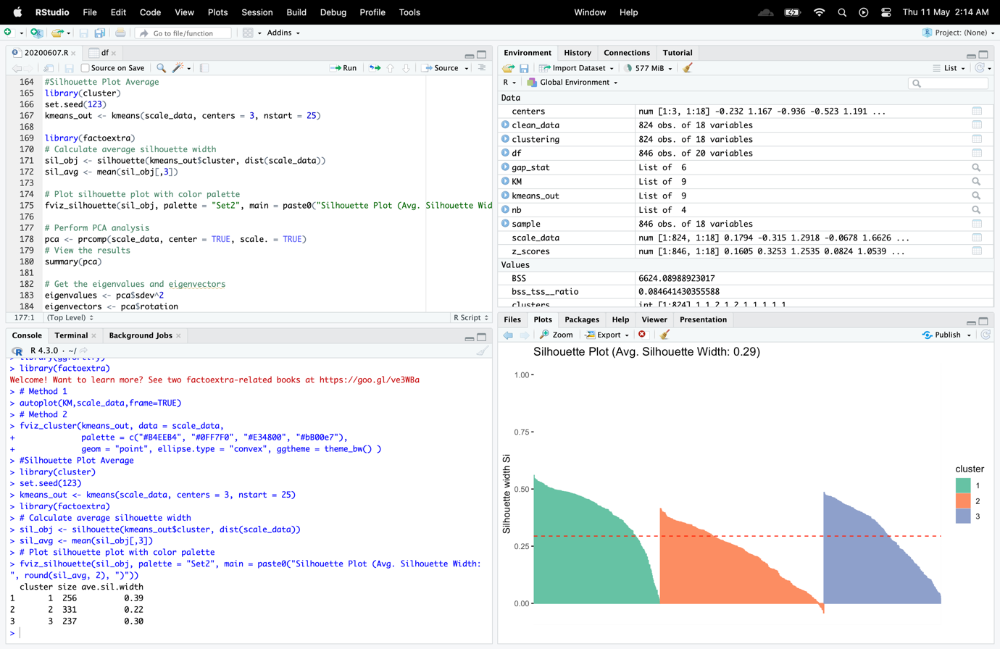 RStudio File Edit Code View Plots Session Build Debug Profile Tools Window Help Thu 11 May 2:14 AM
Go to file/function Addins Project: (None)
20200607.R df
Source on Save Run Source
164 #Silhouette Plot Average
165 library(cluster)
166 set.seed(123)
167 kmeans_out <- kmeans(scale_data, centers = 3, nstart = 25)
168
169 library(factoextra)
170 # Calculate average silhouette width
171 sil_obj <- silhouette(kmeans_out$cluster, dist(scale_data))
172 sil_avg <- mean(sil_obj[,3])
173
174 # Plot silhouette plot with color palette
175 fviz_silhouette(sil_obj, palette = "Set2", main = paste0("Silhouette Plot (Avg. Silhouette Wid
176
177 # Perform PCA analysis
178 pca <- prcomp(scale_data, center = TRUE, scale. = TRUE)
179 # View the results
180 summary(pca)
181
182 # Get the eigenvalues and eigenvectors
183 eigenvalues <- pca$sdev^2
184 eigenvectors <- pca$rotation
177:1 (Top Level) R Script
Console Terminal Background Jobs
R 4.3.0 · ~/
> library(ggfortify)
> library(factoextra)
Welcome! Want to learn more? See two factoextra-related books at https://goo.gl/ve3WBa
> # Method 1
> autoplot(KM,scale_data,frame=TRUE)
> # Method 2
> fviz_cluster(kmeans_out, data = scale_data,
+ palette = c("#B4EEB4", "#0FF7F0", "#E34800", "#bB00e7"),
+ geom = "point", ellipse.type = "convex", ggtheme = theme_bw() )
> #Silhouette Plot Average
> library(cluster)
> set.seed(123)
> kmeans_out <- kmeans(scale_data, centers = 3, nstart = 25)
> library(factoextra)
> # Calculate average silhouette width
> sil_obj <- silhouette(kmeans_out$cluster, dist(scale_data))
> sil_avg <- mean(sil_obj[,3])
> # Plot silhouette plot with color palette
> fviz_silhouette(sil_obj, palette = "Set2", main = paste0("Silhouette Plot (Avg. Silhouette Width:
", round(sil_avg, 2), ")"))
cluster size ave.sil.width
1 1 256 0.39
2 2 331 0.22
3 3 237 0.30
>
Environment History Connections Tutorial
Import Dataset 577 MiB List
R Global Environment
Data
centers num [1:3, 1:18] -0.232 1.167 -0.936 -0.523 1.191 ...
clean_data 824 obs. of 18 variables
clustering 824 obs. of 18 variables
df 846 obs. of 20 variables
gap_stat List of 6
KM List of 9
kmeans_out List of 9
nb List of 4
sample 846 obs. of 18 variables
scale_data num [1:824, 1:18] 0.1794 -0.315 1.2918 -0.0678 1.6626 ...
z_scores num [1:846, 1:18] 0.1605 0.3253 1.2535 0.0824 1.0539 ...
Values
BSS 6624.08988923017
bss_tss__ratio 0.084641430355588
clusters int [1:824] 1 1 2 1 2 1 1 1 1 1
Files Plots Packages Help Viewer Presentation
Zoom Export Publish
Silhouette Plot (Avg. Silhouette Width: 0.29)
1.00
0.75
0.50
0.25
0.00
Silhouette width Si
cluster
1
2
3